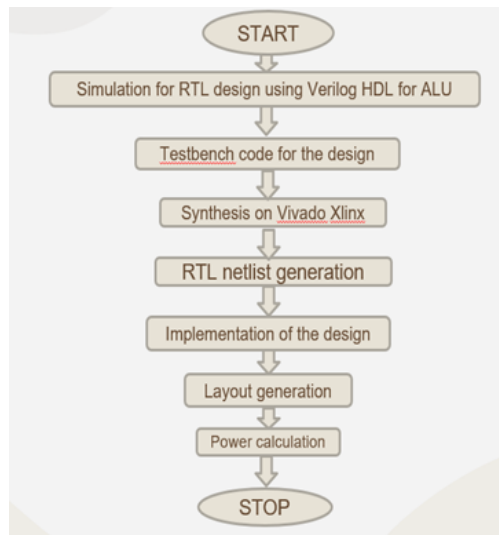 START
Simulation for RTL design using Verilog HDL for ALU
Testbench code for the design
Synthesis on Vivado Xlinx
RTL netlist generation
Implementation of the design
Layout generation
Power calculation
STOP